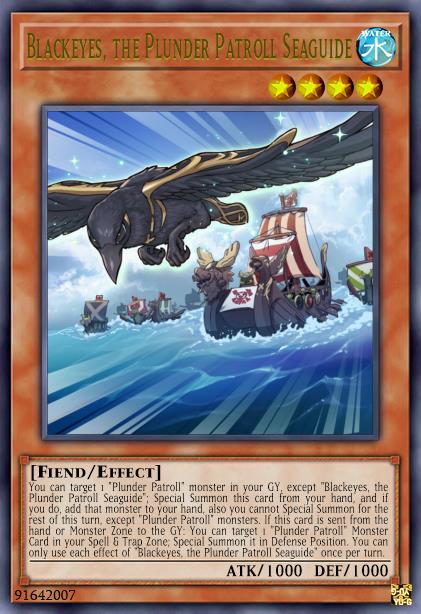 Blackeyes, the Plunder Patroll Seaguide
WATER
水
[Fiend/Effect]
You can target 1 "Plunder Patroll" monster in your GY, except "Blackeyes, the
Plunder Patroll Seaguide"; Special Summon this card from your hand, and if
you do, add that monster to your hand, also you cannot Special Summon for the
rest of this turn, except "Plunder Patroll" monsters. If this card is sent from the
hand or Monster Zone to the GY: You can target 1 "Plunder Patroll" Monster
Card in your Spell & Trap Zone; Special Summon it in Defense Position. You can
only use each effect of "Blackeyes, the Plunder Patroll Seaguide" once per turn.
ATK/1000 DEF/1000
91642007